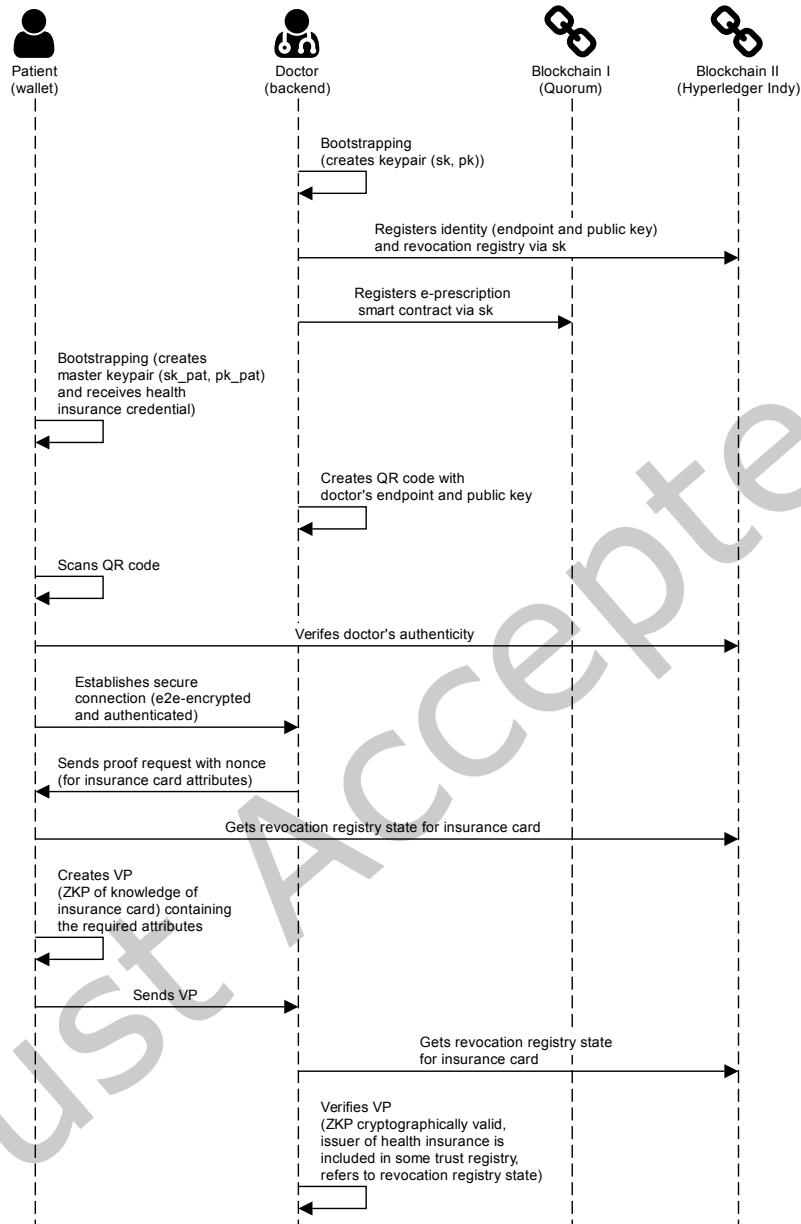 Patient
(wallet)
Doctor
(backend)
Blockchain I
(Quorum)
Blockchain II
(Hyperledger Indy)
Bootstrapping
(creates keypair (sk, pk))
Registers identity (endpoint and public key)
and revocation registry via sk
Registers e-prescription
smart contract via sk
Bootstrapping (creates
master keypair (sk_pat, pk_pat)
and receives health
insurance credential)
Creates QR code with
doctor's endpoint and public key
Scans QR code
Verifes doctor's authenticity
Establishes secure
connection (e2e-encrypted
and authenticated)
Sends proof request with nonce
(for insurance card attributes)
Gets revocation registry state for insurance card
Creates VP
(ZKP of knowledge of
insurance card) containing
the required attributes
Sends VP
Gets revocation registry state
for insurance card
Verifies VP
(ZKP cryptographically valid,
issuer of health insurance is
included in some trust registry,
refers to revocation registry state)
ust Accepte